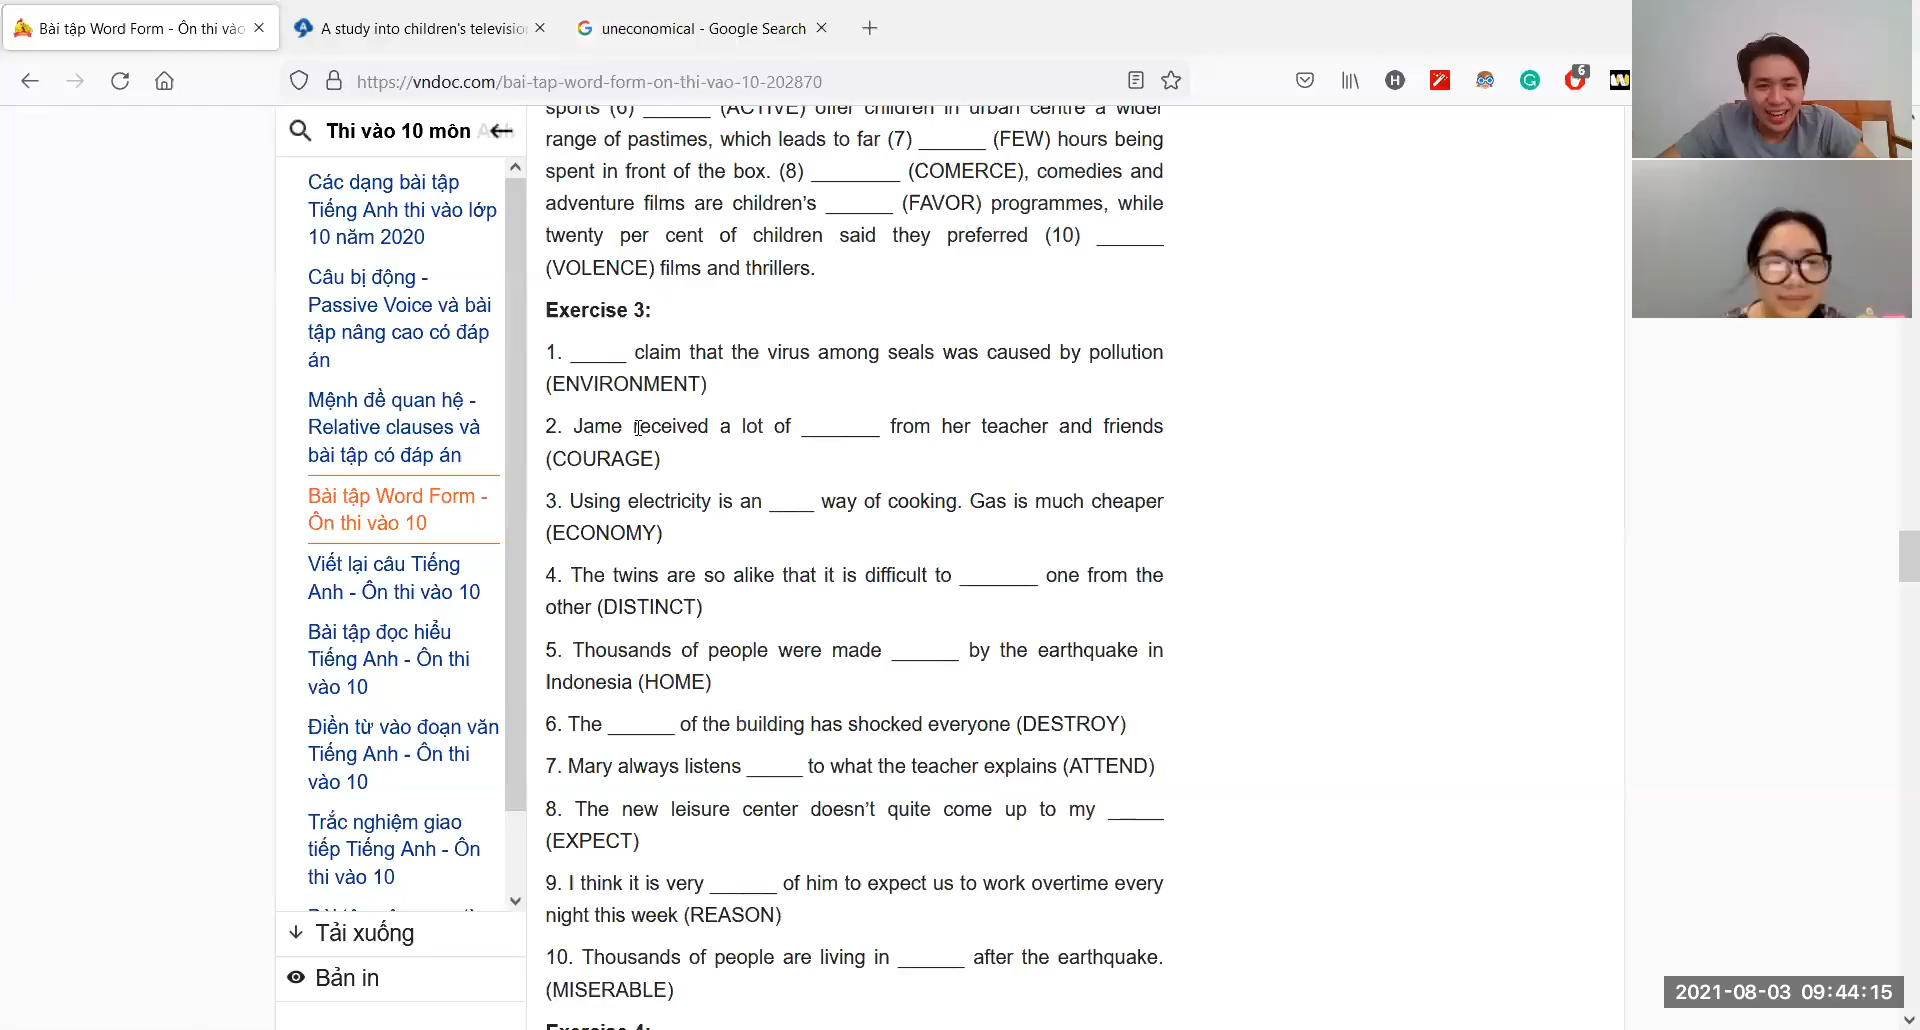 Bài tập Word Form - Ôn thi vào
A study into children's televisio
uneconomical - Google Search
https://vndoc.com/bai-tap-word-form-on-thi-vao-10-202870
6
Thi vào 10 môn Anh
Các dạng bài tập
Tiếng Anh thi vào lớp
10 năm 2020
Câu bị động -
Passive Voice và bài
tập nâng cao có đáp
án
Mệnh đề quan hệ -
Relative clauses và
bài tập có đáp án
Bài tập Word Form -
Ôn thi vào 10
Viết lại câu Tiếng
Anh - Ôn thi vào 10
Bài tập đọc hiểu
Tiếng Anh - Ôn thi
vào 10
Điền từ vào đoạn văn
Tiếng Anh - Ôn thi
vào 10
Trắc nghiệm giao
tiếp Tiếng Anh - Ôn
thi vào 10
Tải xuống
Bản in
sports (6) ______ (ACTIVE) offer children in urban centre a wider
range of pastimes, which leads to far (7) ______ (FEW) hours being
spent in front of the box. (8) ________ (COMERCE), comedies and
adventure films are children’s ______ (FAVOR) programmes, while
twenty per cent of children said they preferred (10) ______
(VOLENCE) films and thrillers.
Exercise 3:
1. _____ claim that the virus among seals was caused by pollution
(ENVIRONMENT)
2. Jame received a lot of _______ from her teacher and friends
(COURAGE)
3. Using electricity is an ____ way of cooking. Gas is much cheaper
(ECONOMY)
4. The twins are so alike that it is difficult to _______ one from the
other (DISTINCT)
5. Thousands of people were made ______ by the earthquake in
Indonesia (HOME)
6. The ______ of the building has shocked everyone (DESTROY)
7. Mary always listens _____ to what the teacher explains (ATTEND)
8. The new leisure center doesn’t quite come up to my _____
(EXPECT)
9. I think it is very ______ of him to expect us to work overtime every
night this week (REASON)
10. Thousands of people are living in ______ after the earthquake.
(MISERABLE)
Exercise 4:
2021-08-03 09:44:15